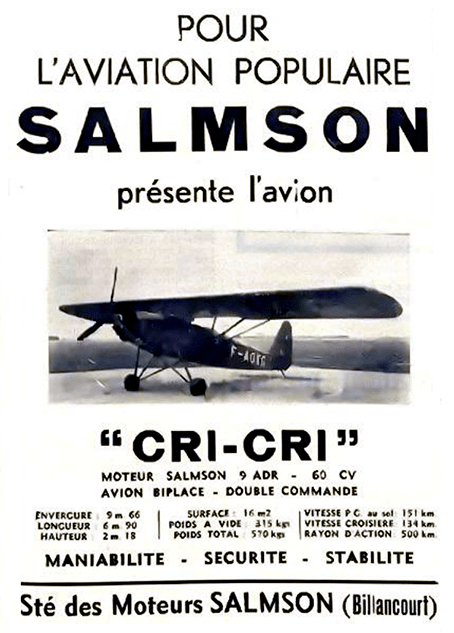 POUR
L'AVIATION POPULAIRE
SALMSON
présente l'avion
F-AOKG
"CRI-CRI"
MOTEUR SALMSON 9 ADR - 60 CV
AVION BIPLACE - DOUBLE COMMANDE
ENVERGURE : 9 m 66
LONGUEUR : 6 m. 90
HAUTEUR : 2 m 18
SURFACE : 16 m2
POIDS A VIDE : 315 kgs
POIDS TOTAL : 570 kgs
VITESSE P.C. au sol : 151 km.
VITESSE CROISIERE : 134 km.
RAYON D'ACTION : 500 km.
MANIABILITE - SECURITE - STABILITE
Sté des Moteurs SALMSON (Billancourt)